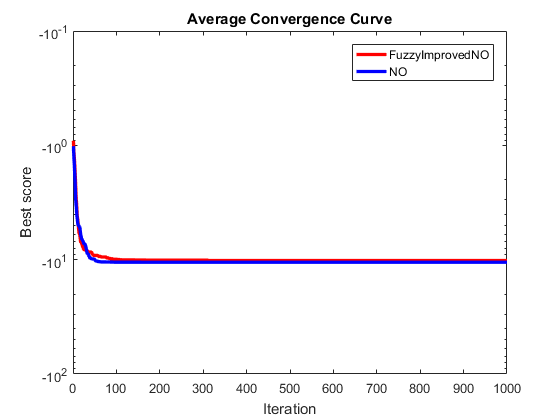 Average Convergence Curve
-10^-1
FuzzyImprovedNO
NO
-10^0
Best score
-10^1
-10^2
0 100 200 300 400 500 600 700 800 900 1000
Iteration